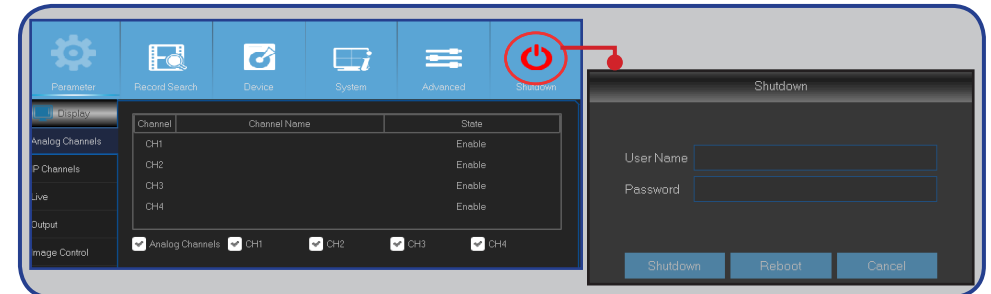 Parameter Record Search Device System Advanced Shutdown
Display
Analog Channels
IP Channels
Live
Output
Image Control
Channel Channel Name State
CH1 Enable
CH2 Enable
CH3 Enable
CH4 Enable
Analog Channels CH1 CH2 CH3 CH4
Shutdown
User Name
Password
Shutdown Reboot Cancel